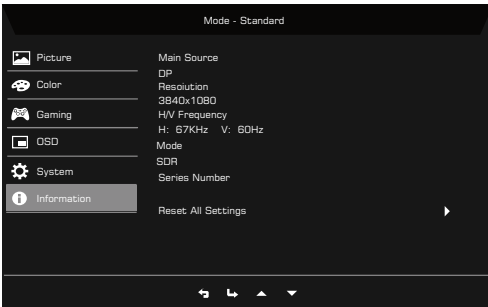 Mode - Standard
Picture
Color
Gaming
OSD
System
Information
Main Source
DP
Resoiution
3840x1080
H/V Frequency
H: 67KHz V: 60Hz
Mode
SDR
Series Number
Reset All Settings